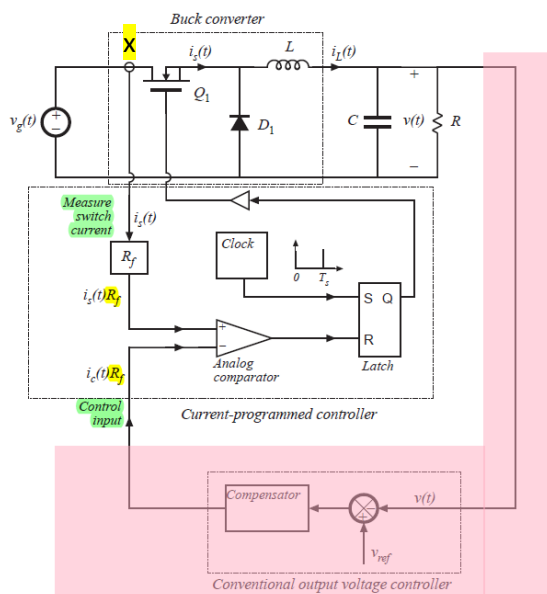 Buck converter
X
i_s(t)
L
i_L(t)
Q_1
v_g(t)
+
−
D_1
C
+
v(t)
−
R
Measure
switch
current
i_s(t)
R_f
Clock
0 T_s
S Q
R
Latch
i_s(t)R_f
+
−
Analog
comparator
i_c(t)R_f
Control
input
Current-programmed controller
Compensator
−
+
v(t)
v_ref
Conventional output voltage controller